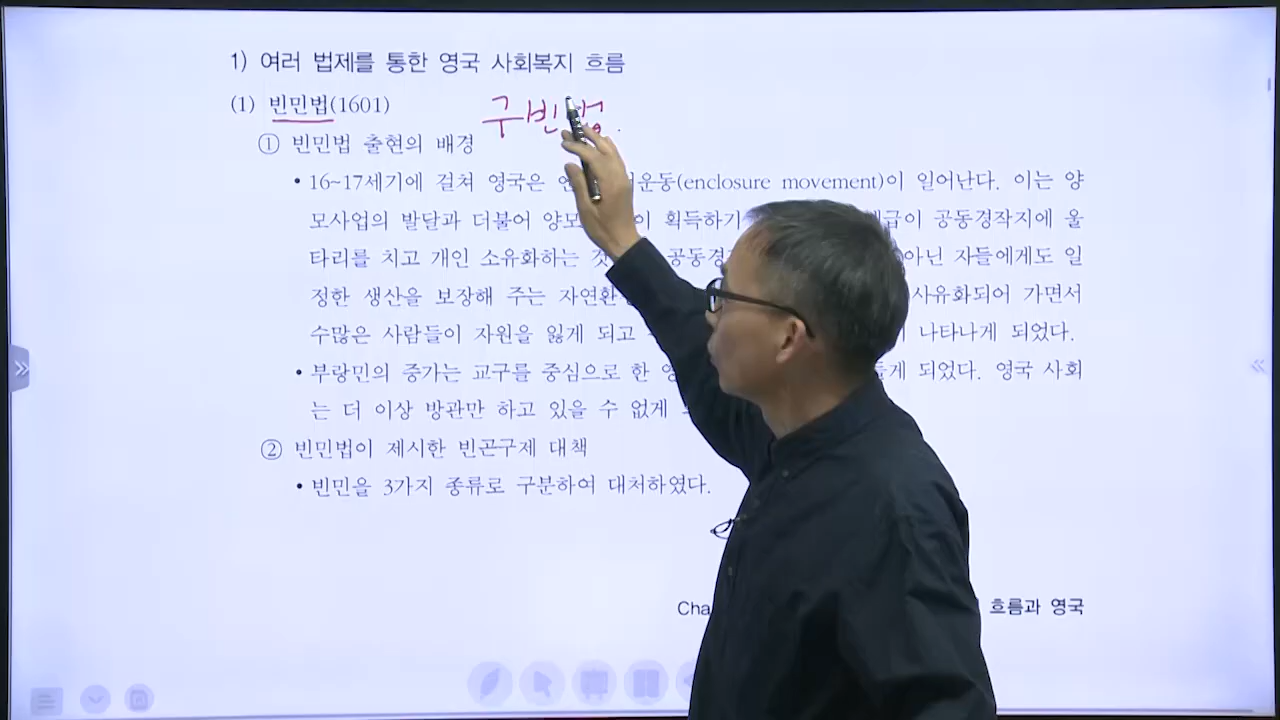 1) 여러 법제를 통한 영국 사회복지 흐름
(1) 빈민법(1601) 구빈법.
① 빈민법 출현의 배경
• 16~17세기에 걸쳐 영국은 운동(enclosure movement)이 일어난다. 이는 양
모사업의 발달과 더불어 양모 이 획득하기 공동경작지에 울
타리를 치고 개인 소유화하는 공동경 아닌 자들에게도 일
정한 생산을 보장해 주는 사유화되어 가면서
수많은 사람들이 자원을 잃게 되고 나타나게 되었다.
• 부랑민의 증가는 교구를 중심으로 한 되었다. 영국 사회
는 더 이상 방관만 하고 있을 수 없게
② 빈민법이 제시한 빈곤구제 대책
• 빈민을 3가지 종류로 구분하여 대처하였다.
흐름과 영국